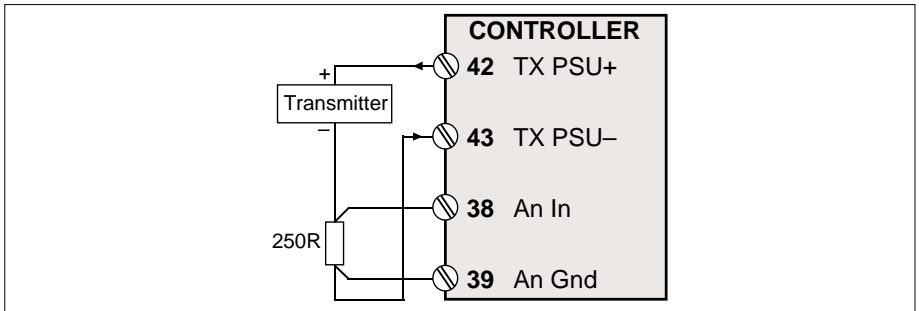 CONTROLLER
42 TX PSU+
+
Transmitter
–
43 TX PSU–
38 An In
250R
39 An Gnd